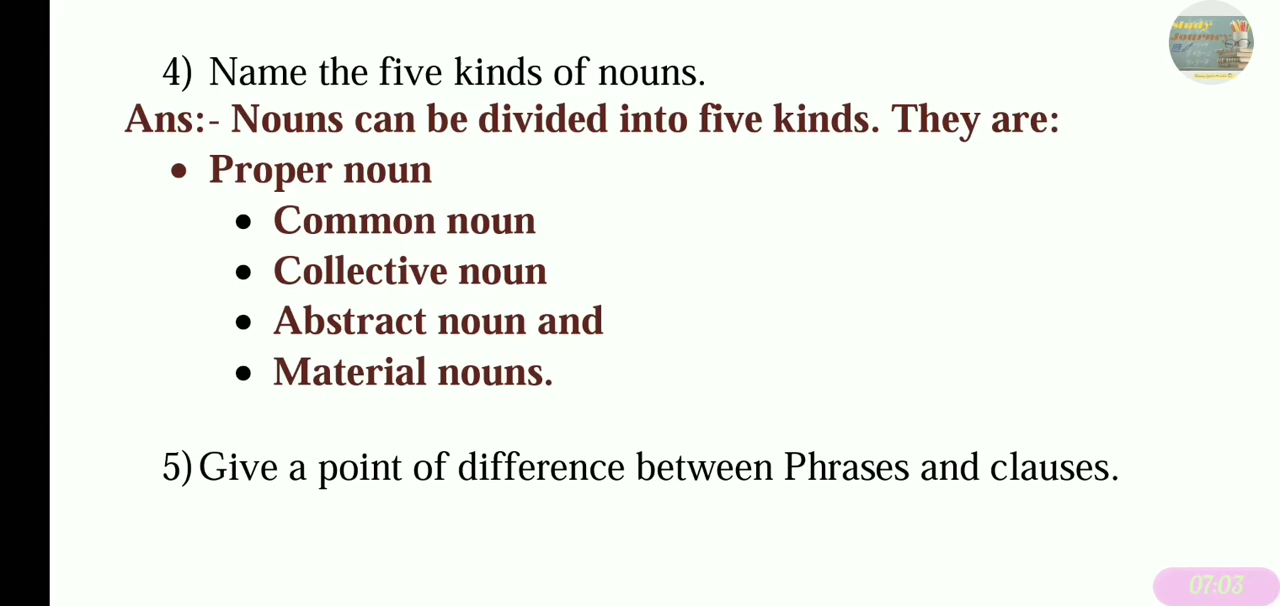 Study
Journey
4) Name the five kinds of nouns.
Ans:- Nouns can be divided into five kinds. They are:
• Proper noun
• Common noun
• Collective noun
• Abstract noun and
• Material nouns.
5) Give a point of difference between Phrases and clauses.
07:03